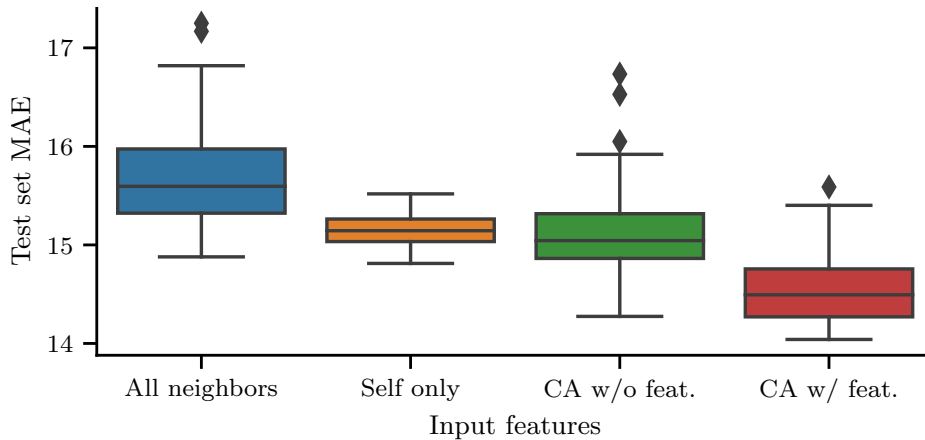 Test set MAE
17
16
15
14
All neighbors
Self only
CA w/o feat.
CA w/ feat.
Input features